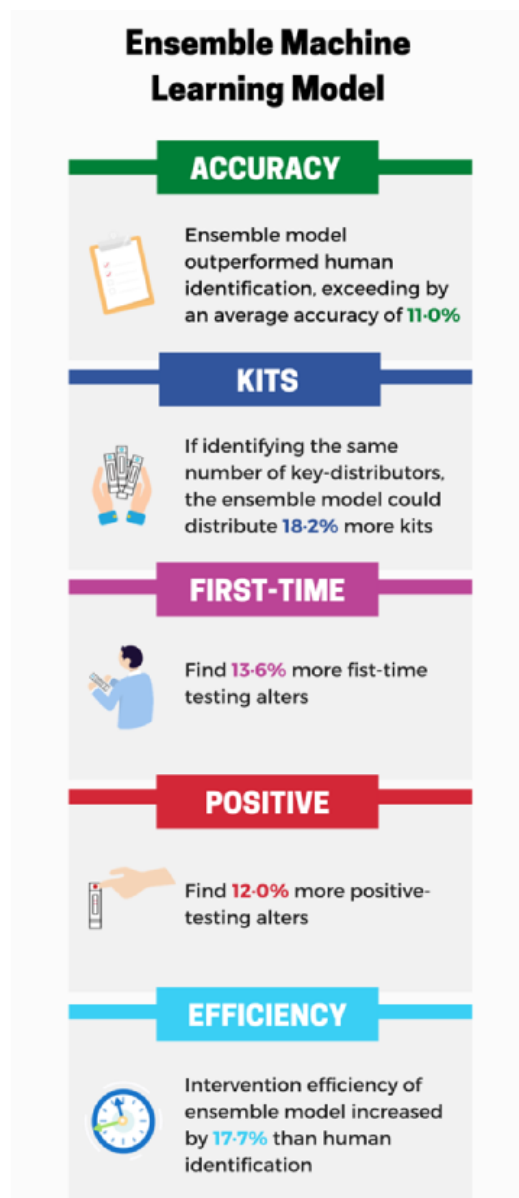 Ensemble Machine
Learning Model
ACCURACY
Ensemble model
outperformed human
identification, exceeding by
an average accuracy of 11·0%
KITS
If identifying the same
number of key-distributors,
the ensemble model could
distribute 18·2% more kits
FIRST-TIME
Find 13·6% more fist-time
testing alters
POSITIVE
Find 12·0% more positive-
testing alters
EFFICIENCY
Intervention efficiency of
ensemble model increased
by 17·7% than human
identification